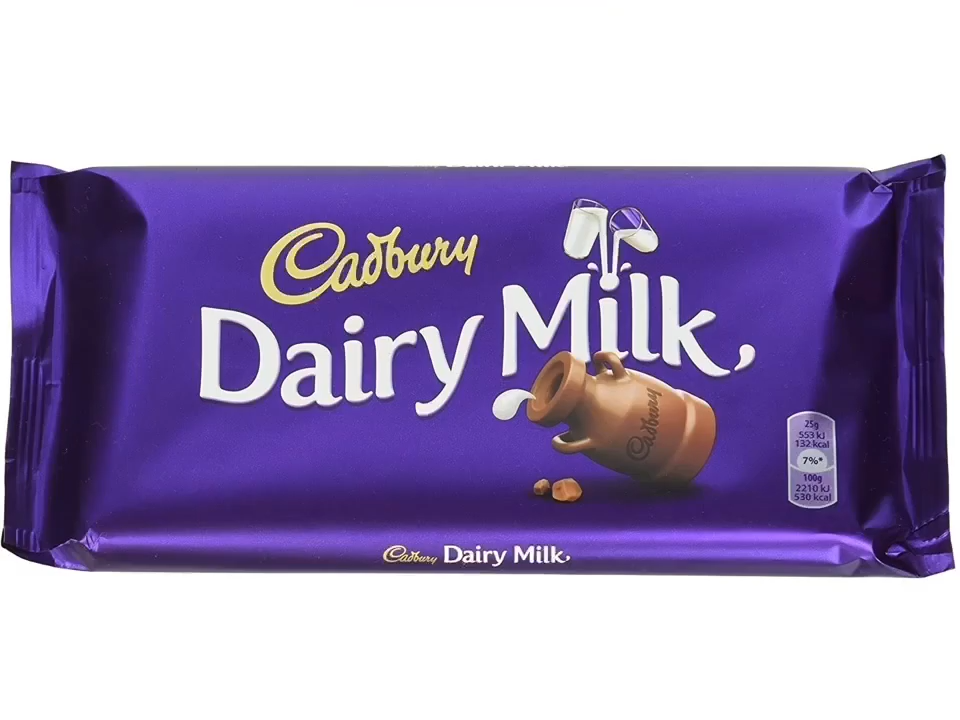 Cadbury
Dairy Milk
Cadbury
25g
553 kJ
132 kcal
7%*
100g
2210 kJ
530 kcal
Cadbury Dairy Milk